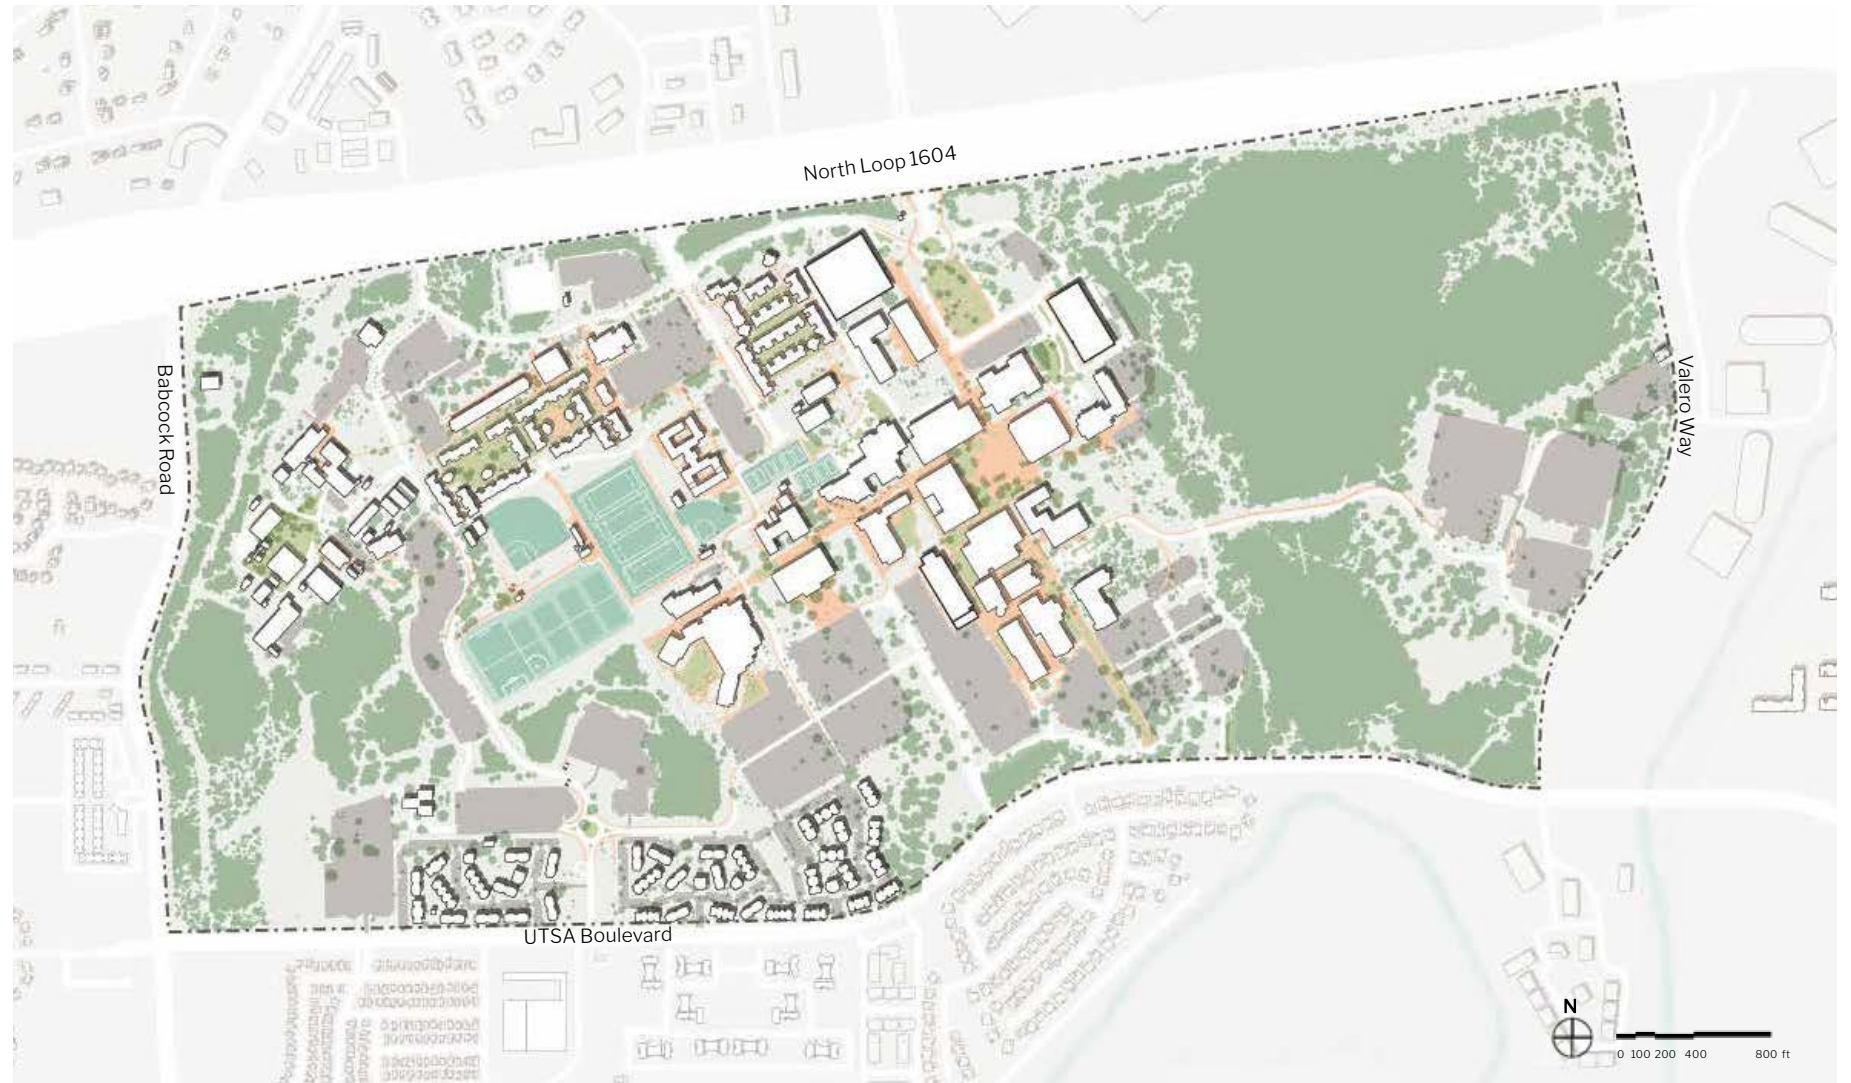 North Loop 1604
Babcock Road
Valero Way
UTSA Boulevard
N
0 100 200 400 800 ft